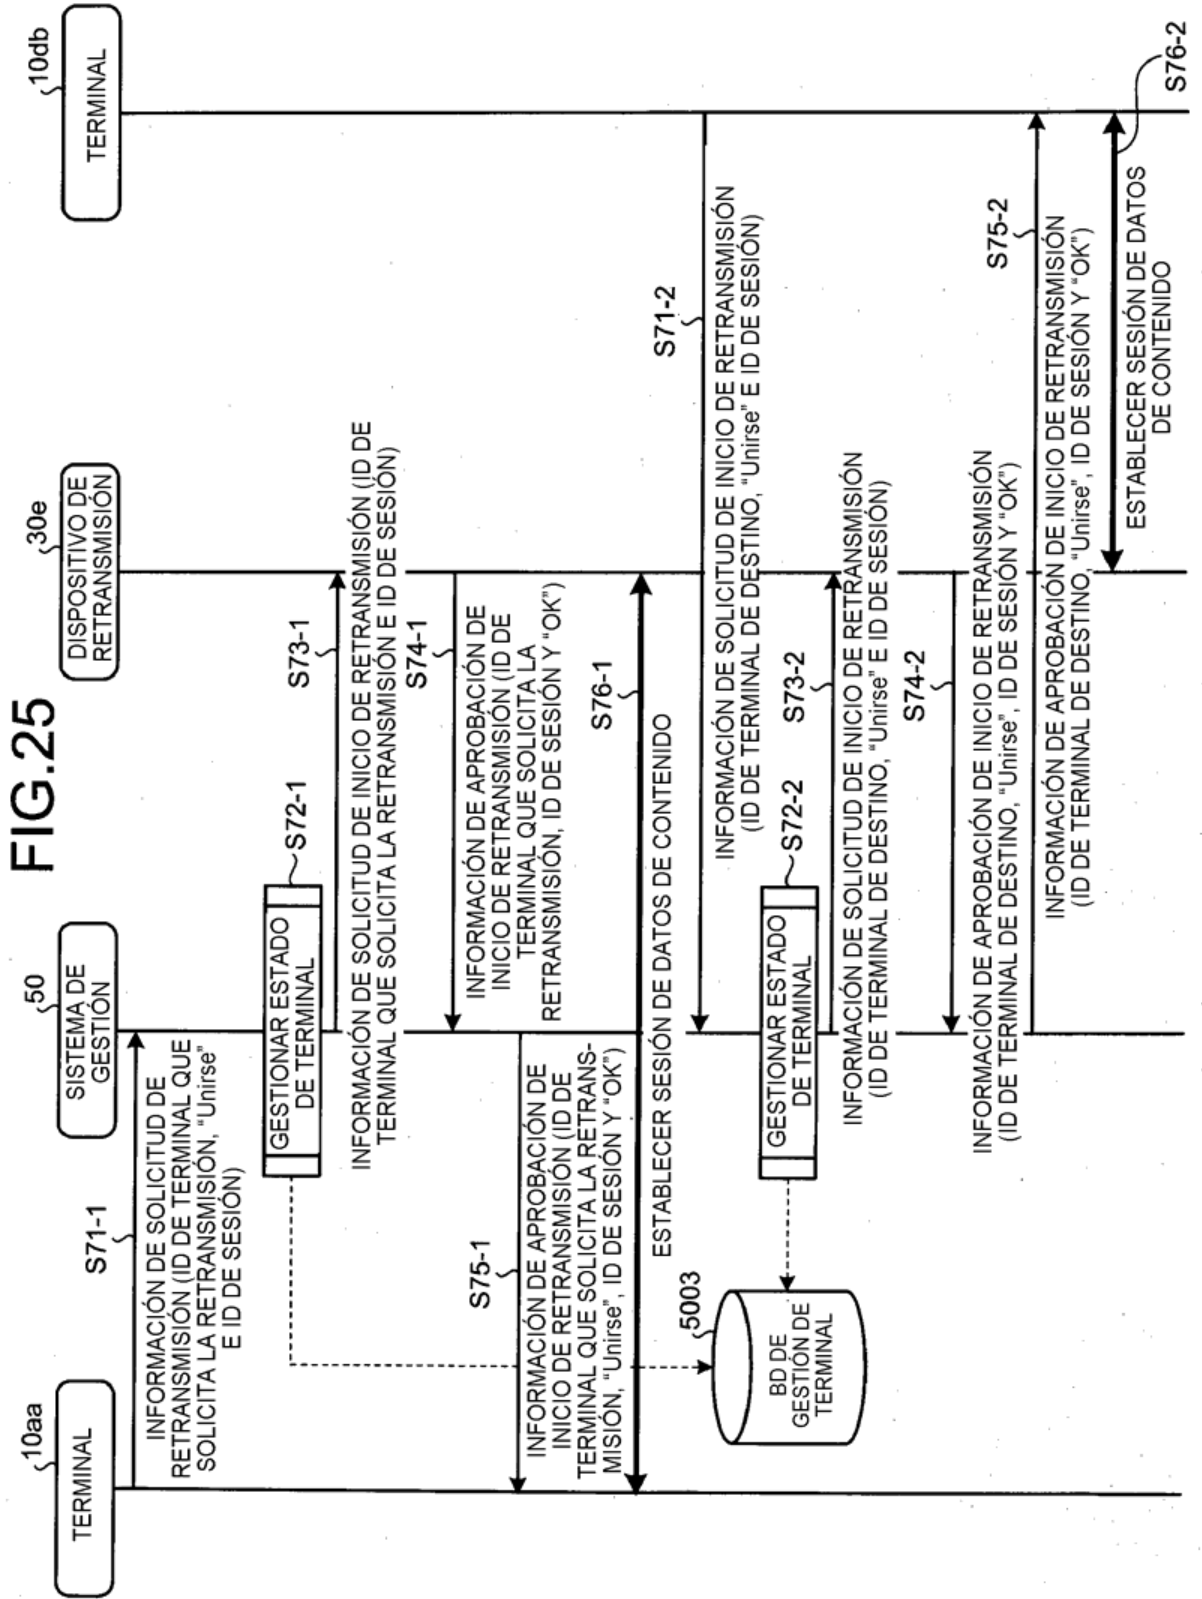 FIG.25
10aa
TERMINAL
50
SISTEMA DE
GESTIÓN
30e
DISPOSITIVO DE
RETRANSMISIÓN
10db
TERMINAL
S71-1
INFORMACIÓN DE SOLICITUD DE
RETRANSMISIÓN (ID DE TERMINAL QUE
SOLICITA LA RETRANSMISIÓN, "Unirse"
E ID DE SESIÓN)
GESTIONAR ESTADO
DE TERMINAL
S72-1
S73-1
INFORMACIÓN DE SOLICITUD DE INICIO DE RETRANSMISIÓN (ID DE
TERMINAL QUE SOLICITA LA RETRANSMISIÓN E ID DE SESIÓN)
S74-1
INFORMACIÓN DE APROBACIÓN DE
INICIO DE RETRANSMISIÓN (ID DE
TERMINAL QUE SOLICITA LA
RETRANSMISIÓN, ID DE SESIÓN Y "OK")
S75-1
INFORMACIÓN DE APROBACIÓN DE
INICIO DE RETRANSMISIÓN (ID DE
TERMINAL QUE SOLICITA LA RETRANS-
MISIÓN, "Unirse", ID DE SESIÓN Y "OK")
S76-1
ESTABLECER SESIÓN DE DATOS DE CONTENIDO
S71-2
INFORMACIÓN DE SOLICITUD DE INICIO DE RETRANSMISIÓN
(ID DE TERMINAL DE DESTINO, "Unirse" E ID DE SESIÓN)
5003
BD DE
GESTIÓN DE
TERMINAL
GESTIONAR ESTADO
DE TERMINAL
S72-2
S73-2
INFORMACIÓN DE SOLICITUD DE INICIO DE RETRANSMISIÓN
(ID DE TERMINAL DE DESTINO, "Unirse" E ID DE SESIÓN)
S74-2
INFORMACIÓN DE APROBACIÓN DE INICIO DE RETRANSMISIÓN
(ID DE TERMINAL DE DESTINO, "Unirse", ID DE SESIÓN Y "OK")
S75-2
INFORMACIÓN DE APROBACIÓN DE INICIO DE RETRANSMISIÓN
(ID DE TERMINAL DE DESTINO, "Unirse", ID DE SESIÓN Y "OK")
S76-2
ESTABLECER SESIÓN DE DATOS
DE CONTENIDO